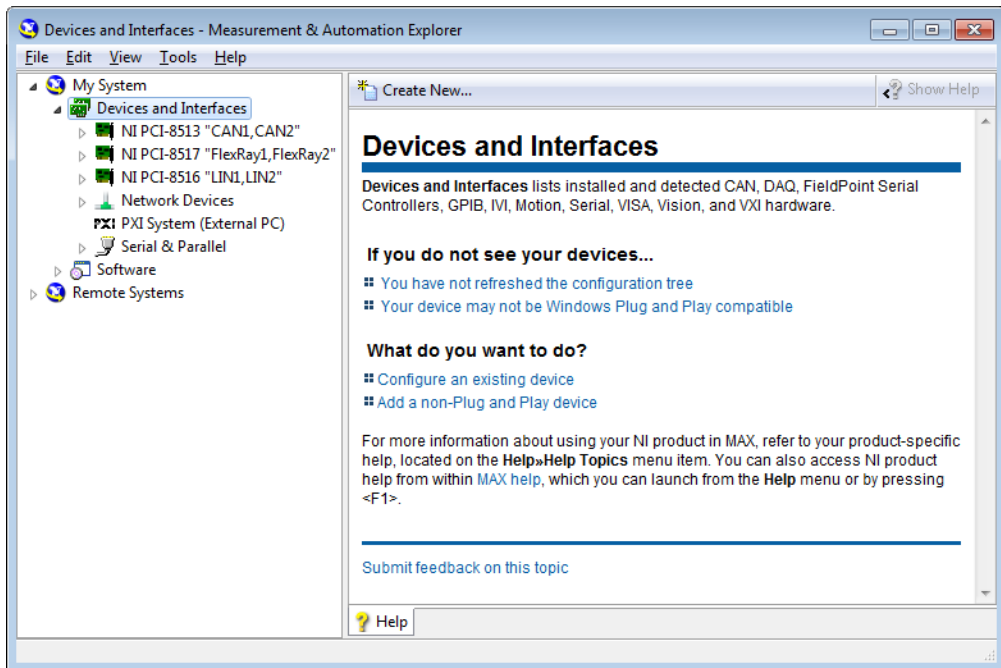 Devices and Interfaces - Measurement & Automation Explorer
File Edit View Tools Help
My System
Devices and Interfaces
NI PCI-8513 "CAN1,CAN2"
NI PCI-8517 "FlexRay1,FlexRay2"
NI PCI-8516 "LIN1,LIN2"
Network Devices
PXI PXI System (External PC)
Serial & Parallel
Software
Remote Systems
Create New...
Show Help
Devices and Interfaces
Devices and Interfaces lists installed and detected CAN, DAQ, FieldPoint Serial
Controllers, GPIB, IVI, Motion, Serial, VISA, Vision, and VXI hardware.
If you do not see your devices...
You have not refreshed the configuration tree
Your device may not be Windows Plug and Play compatible
What do you want to do?
Configure an existing device
Add a non-Plug and Play device
For more information about using your NI product in MAX, refer to your product-specific
help, located on the Help»Help Topics menu item. You can also access NI product
help from within MAX help, which you can launch from the Help menu or by pressing
<F1>.
Submit feedback on this topic
Help